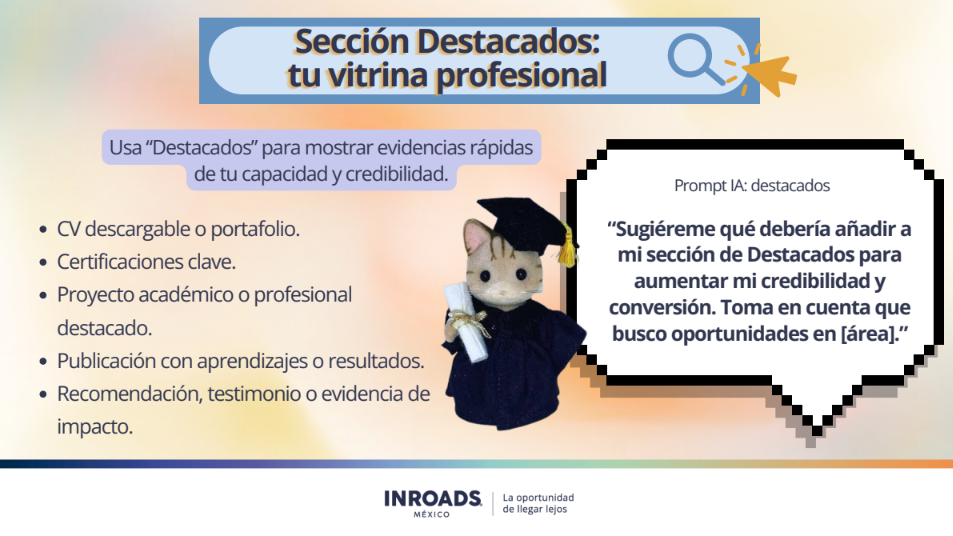 Sección Destacados:
tu vitrina profesional
Usa “Destacados” para mostrar evidencias rápidas
de tu capacidad y credibilidad.
• CV descargable o portafolio.
• Certificaciones clave.
• Proyecto académico o profesional
destacado.
• Publicación con aprendizajes o resultados.
• Recomendación, testimonio o evidencia de
impacto.
Prompt IA: destacados
“Sugiéreme qué debería añadir a
mi sección de Destacados para
aumentar mi credibilidad y
conversión. Toma en cuenta que
busco oportunidades en [área].”
INROADS.
MÉXICO
La oportunidad
de llegar lejos